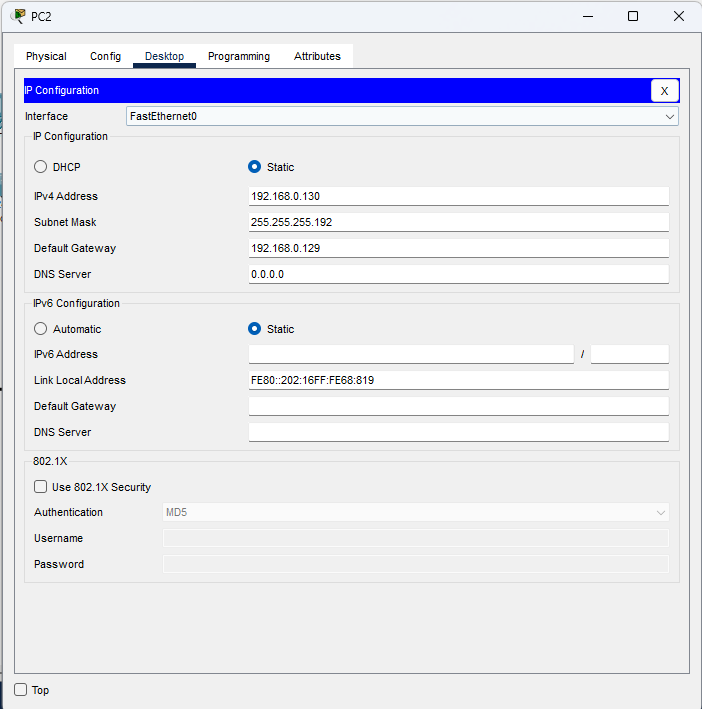 PC2
Physical Config Desktop Programming Attributes
IP Configuration X
Interface FastEthernet0
IP Configuration
DHCP Static
IPv4 Address 192.168.0.130
Subnet Mask 255.255.255.192
Default Gateway 192.168.0.129
DNS Server 0.0.0.0
IPv6 Configuration
Automatic Static
IPv6 Address /
Link Local Address FE80::202:16FF:FE68:819
Default Gateway
DNS Server
802.1X
Use 802.1X Security
Authentication MD5
Username
Password
Top